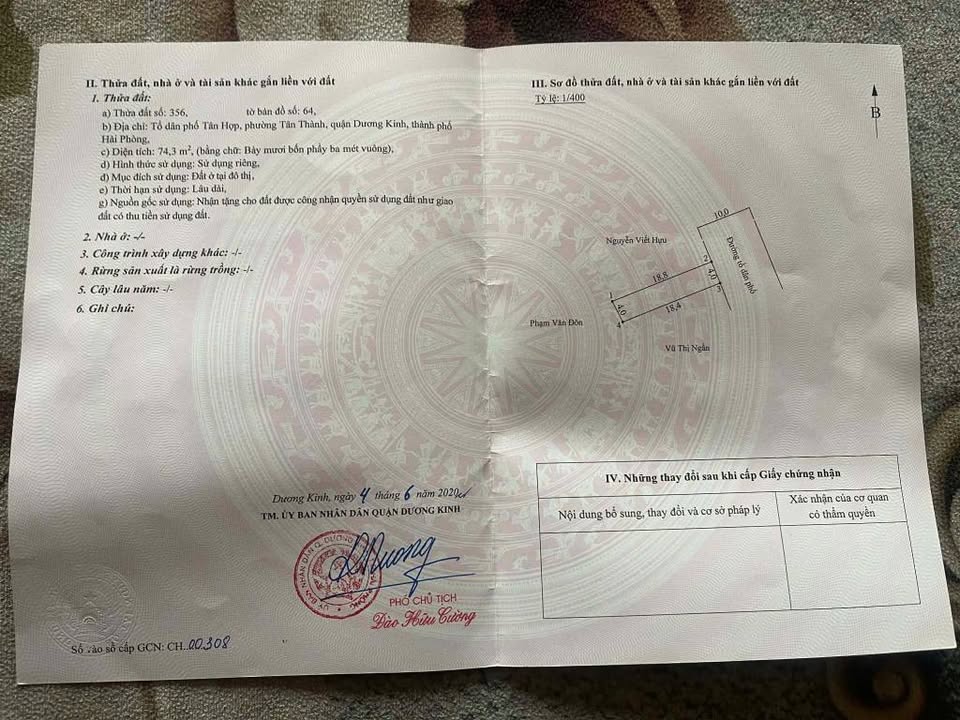 II. Thửa đất, nhà ở và tài sản khác gắn liền với đất
1. Thửa đất:
a) Thửa đất số: 356, tờ bản đồ số: 64,
b) Địa chỉ: Tổ dân phố Tân Hợp, phường Tân Thành, quận Dương Kinh, thành phố
Hải Phòng,
c) Diện tích: 74,3 m², (bằng chữ: Bảy mươi bốn phẩy ba mét vuông),
d) Hình thức sử dụng: Sử dụng riêng,
đ) Mục đích sử dụng: Đất ở tại đô thị,
e) Thời hạn sử dụng: Lâu dài,
g) Nguồn gốc sử dụng: Nhận tặng cho đất được công nhận quyền sử dụng đất như giao
đất có thu tiền sử dụng đất.
2. Nhà ở: -/-
3. Công trình xây dựng khác: -/-
4. Rừng sản xuất là rừng trồng: -/-
5. Cây lâu năm: -/-
6. Ghi chú:
Dương Kinh, ngày 4 tháng 6 năm 2020
TM. ỦY BAN NHÂN DÂN QUẬN DƯƠNG KINH
PHÓ CHỦ TỊCH
Đào Hữu Cường
Số vào sổ cấp GCN: CH..00308
III. Sơ đồ thửa đất, nhà ở và tài sản khác gắn liền với đất
Tỷ lệ: 1/400
B
10,0
Nguyễn Viết Hựu
Đường tổ dân phố
2
18,8
4,0
1
3
4,0
18,4
4
Phạm Văn Đôn
Vũ Thị Ngần
IV. Những thay đổi sau khi cấp Giấy chứng nhận
Nội dung bổ sung, thay đổi và cơ sở pháp lý
Xác nhận của cơ quan
có thẩm quyền